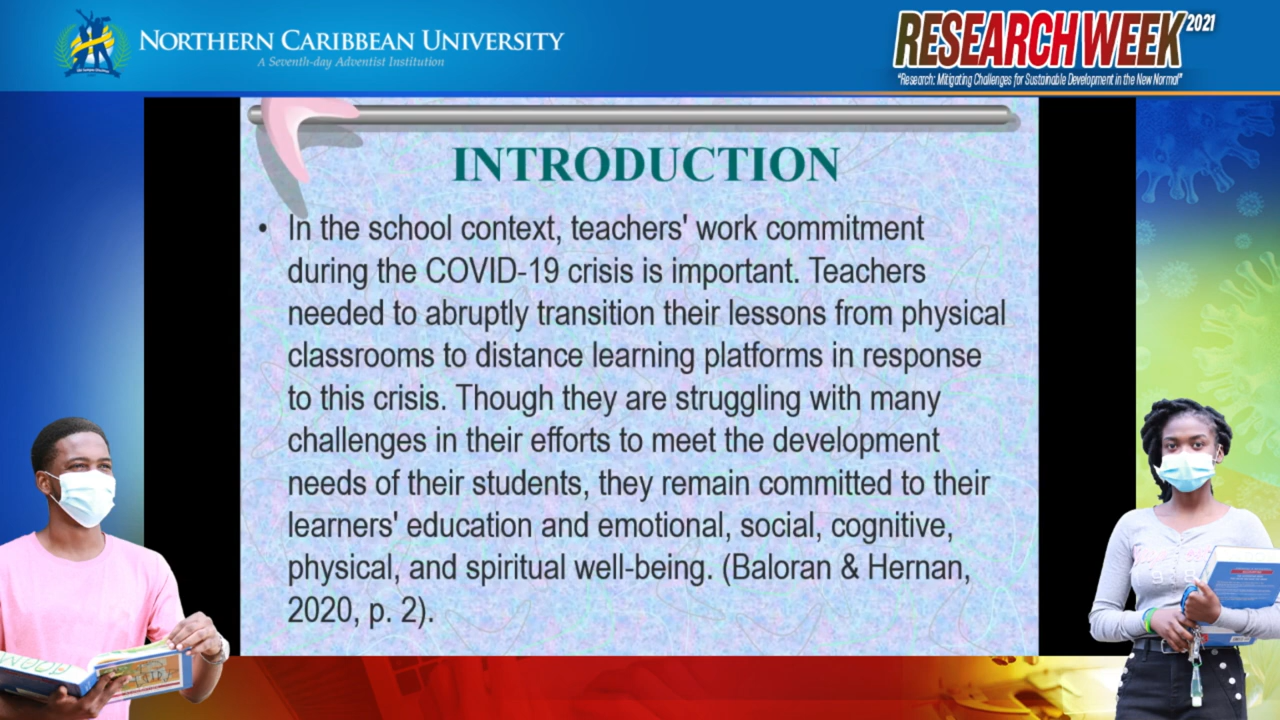 NORTHERN CARIBBEAN UNIVERSITY
A Seventh-day Adventist Institution
RESEARCH WEEK 2021
"Research: Mitigating Challenges for Sustainable Development in the New Normal"
INTRODUCTION
• In the school context, teachers' work commitment
during the COVID-19 crisis is important. Teachers
needed to abruptly transition their lessons from physical
classrooms to distance learning platforms in response
to this crisis. Though they are struggling with many
challenges in their efforts to meet the development
needs of their students, they remain committed to their
learners' education and emotional, social, cognitive,
physical, and spiritual well-being. (Baloran & Hernan,
2020, p. 2).